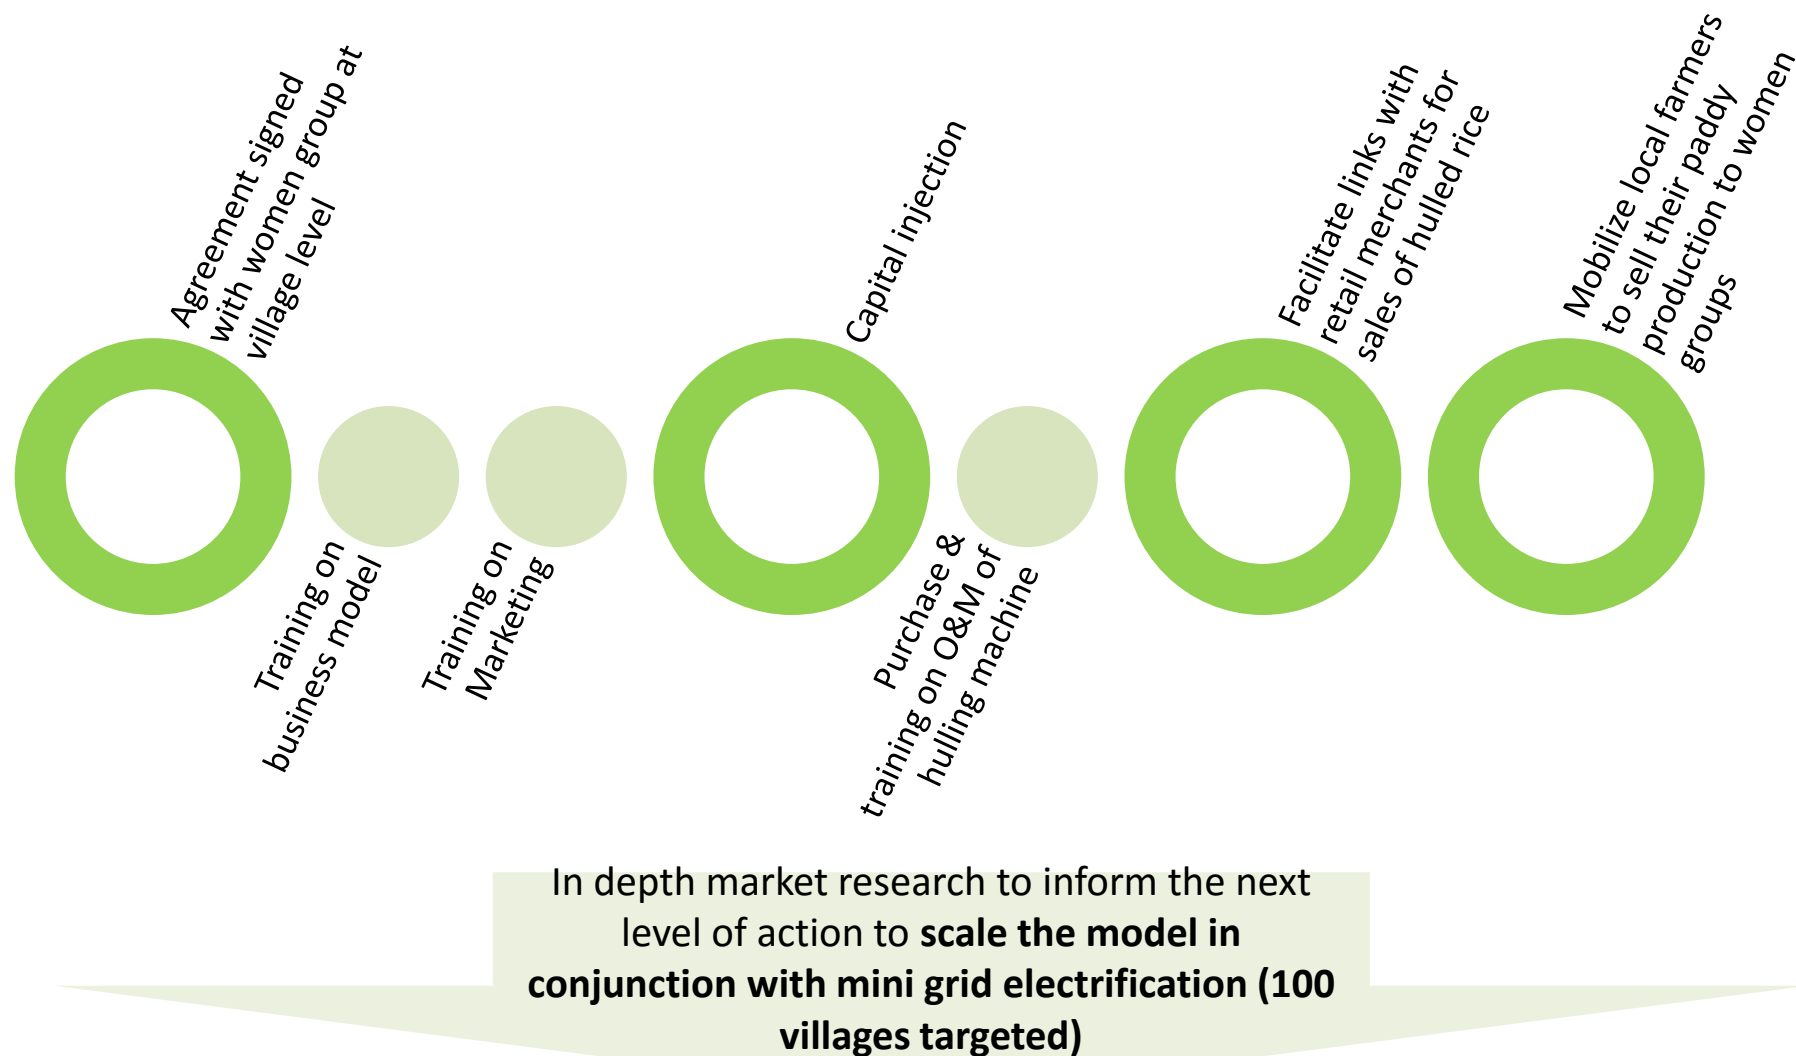 Agreement signed
with women group at
village level
Training on
business model
Training on
Marketing
Capital injection
Purchase &
training on O&M of
hulling machine
Facilitate links with
retail merchants for
sales of hulled rice
Mobilize local farmers
to sell their paddy
production to women
groups
In depth market research to inform the next
level of action to scale the model in
conjunction with mini grid electrification (100
villages targeted)